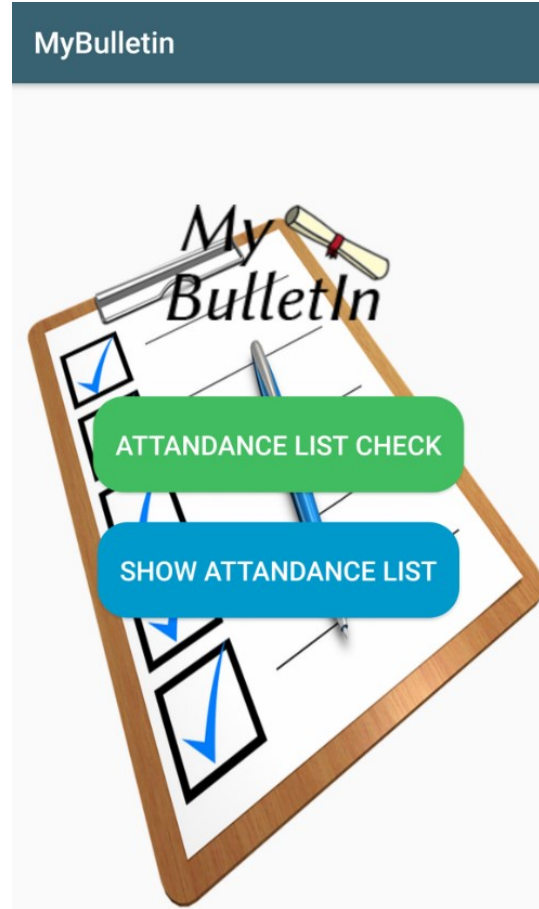 MyBulletin
My
BulletIn
ATTANDANCE LIST CHECK
SHOW ATTANDANCE LIST